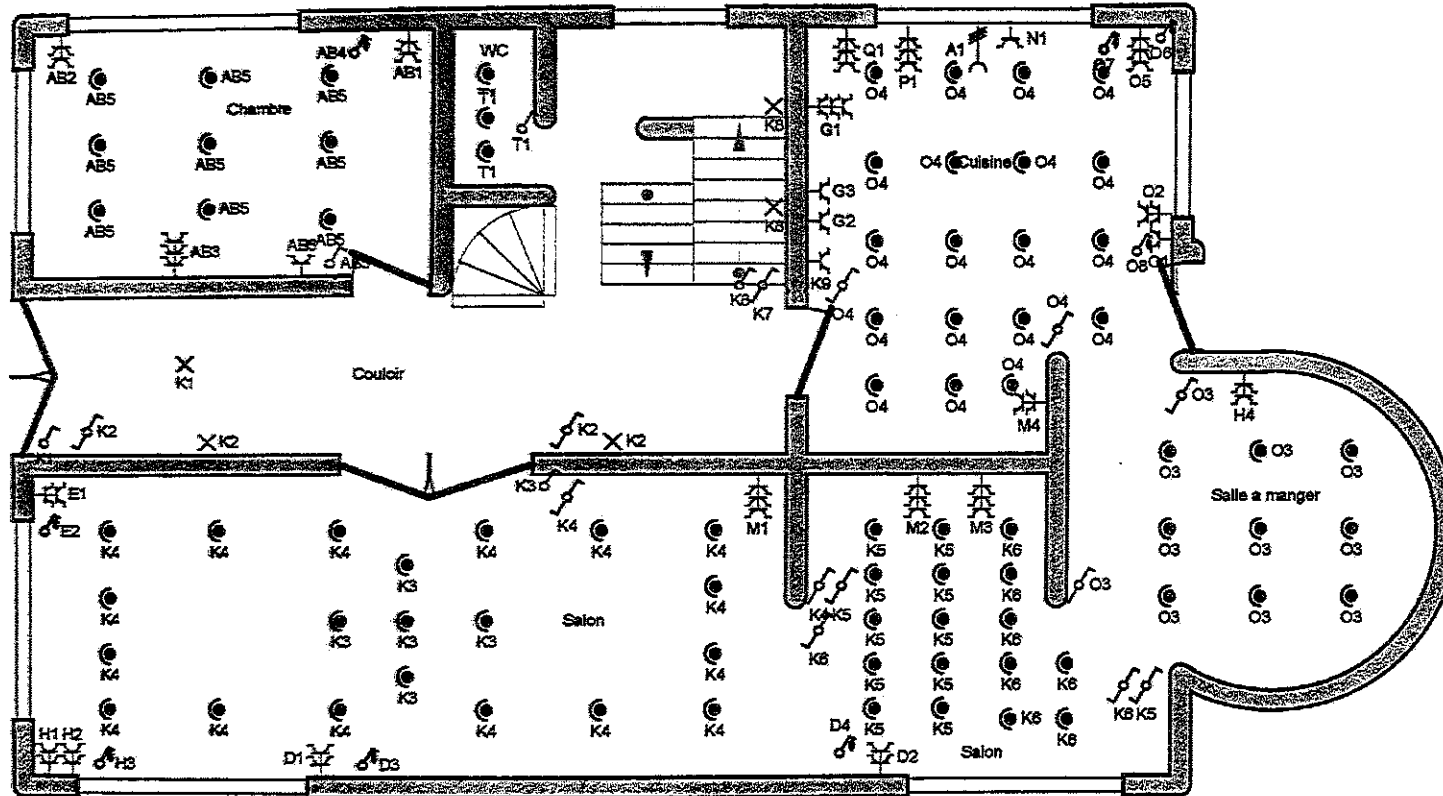 WC
AB4
AB2
AB1
Q1
P1
A1
N1
O6
O5
AB5
AB5
AB5
T1
O4
O4
O4
O4
Chambre
K8
G1
T1
AB5
AB5
AB5
T1
O4
O4
Cuisine
O4
O4
G3
O2
AB5
AB5
AB5
K8
G2
AB3
O4
O4
O4
O4
O8
K9
K7
O4
O4
O4
O4
O4
O4
K1
Couloir
O4
O4
O4
M4
O3
H4
K2
K2
K2
K2
K3
E1
O3
O3
O3
Salle a manger
K4
M1
M2
M3
E2
K4
K4
K4
K4
K4
K4
K5
K5
K6
O3
O3
O3
K3
K4
K5
K5
K6
O3
K4
K4
K5
K3
K3
K3
Salon
K5
K5
K6
O3
O3
O3
K6
K4
K3
K4
K5
K5
K6
K6
K4
K4
K4
K4
K4
K4
K5
K5
K6
K6
K6
K5
H1
H2
H3
D1
D3
D4
D2
Salon